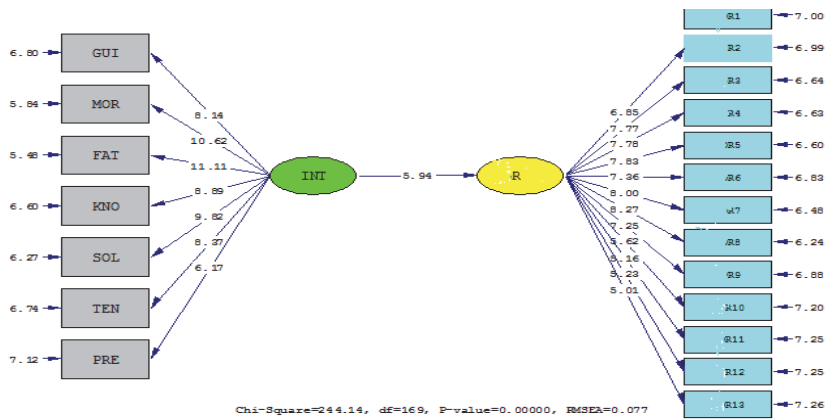 6.80 GUI
5.84 MOR
5.48 FAT
6.60 KNO
6.27 SOL
6.74 TEN
7.12 PRE
8.14
10.62
11.11
8.89
9.82
8.37
6.17
INT
5.94
R
6.85
7.77
7.78
7.83
7.36
8.00
8.27
7.25
5.62
5.16
5.23
5.01
R1 7.00
R2 6.99
R3 6.64
R4 6.63
R5 6.60
R6 6.83
R7 6.48
R8 6.24
R9 6.88
R10 7.20
R11 7.25
R12 7.25
R13 7.26
Chi-Square=244.14, df=169, P-value=0.00000, RMSEA=0.077